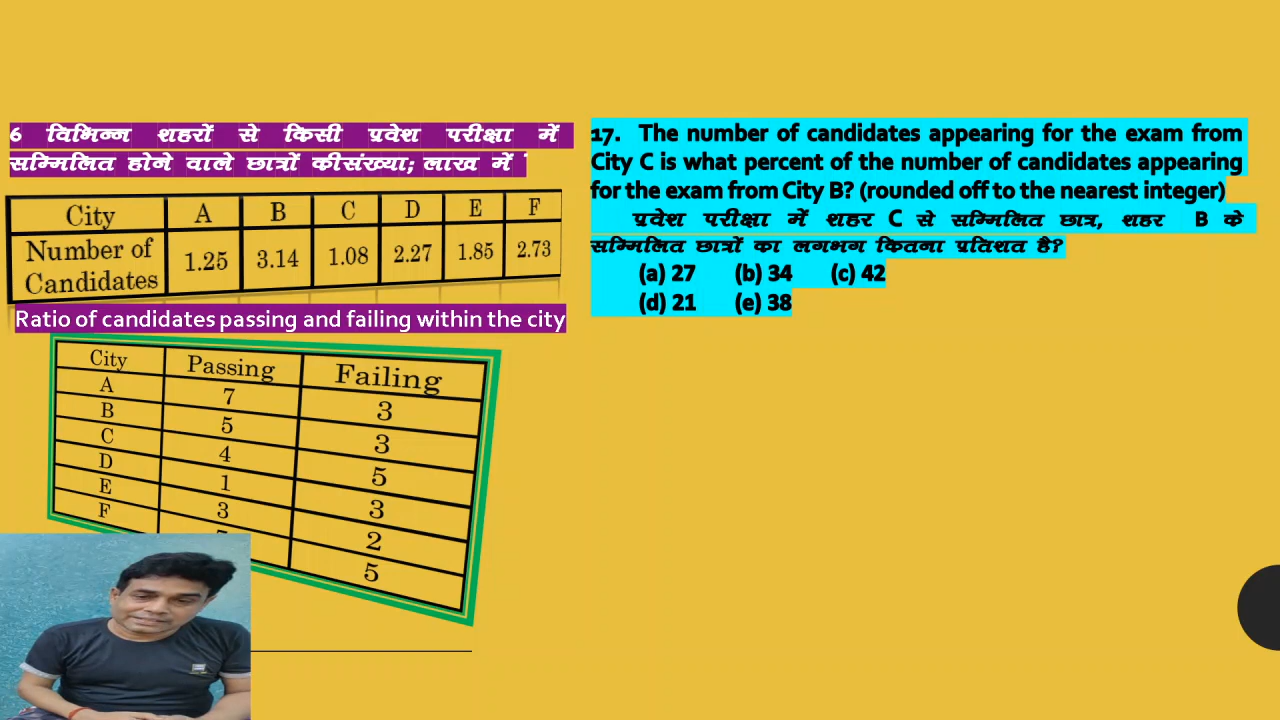 6 विभिन्न शहरों से किसी प्रवेश परीक्षा में
सम्मिलित होने वाले छात्रों कीसंख्या; लाख में
City A B C D E F
Number of Candidates 1.25 3.14 1.08 2.27 1.85 2.73
Ratio of candidates passing and failing within the city
City Passing Failing
A 7 3
B 5 3
C 4 5
D 1 3
E 3 2
F 5
17. The number of candidates appearing for the exam from
City C is what percent of the number of candidates appearing
for the exam from City B? (rounded off to the nearest integer)
प्रवेश परीक्षा में शहर C से सम्मिलित छात्र, शहर B के
सम्मिलित छात्रों का लगभग कितना प्रतिशत है?
(a) 27 (b) 34 (c) 42
(d) 21 (e) 38